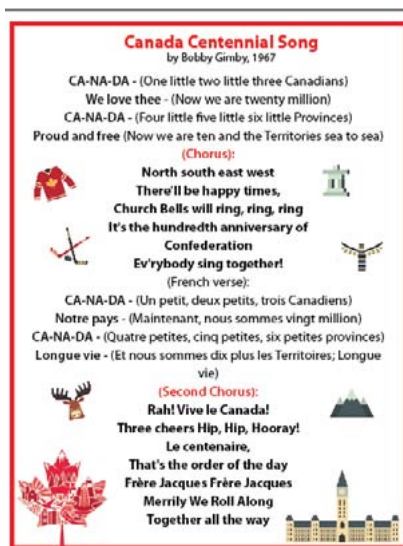 Canada Centennial Song
by Bobby Gimby, 1967
CA-NA-DA - (One little two little three Canadians)
We love thee - (Now we are twenty million)
CA-NA-DA - (Four little five little six little Provinces)
Proud and free (Now we are ten and the Territories sea to sea)
(Chorus):
North south east west
There'll be happy times,
Church Bells will ring, ring, ring
It's the hundredth anniversary of
Confederation
Ev'rybody sing together!
(French verse):
CA-NA-DA - (Un petit, deux petits, trois Canadiens)
Notre pays - (Maintenant, nous sommes vingt million)
CA-NA-DA - (Quatre petites, cinq petites, six petites provinces)
Longue vie - (Et nous sommes dix plus les Territoires; Longue
vie)
(Second Chorus):
Rah! Vive le Canada!
Three cheers Hip, Hip, Hooray!
Le centenaire,
That's the order of the day
Frère Jacques Frère Jacques
Merrily We Roll Along
Together all the way